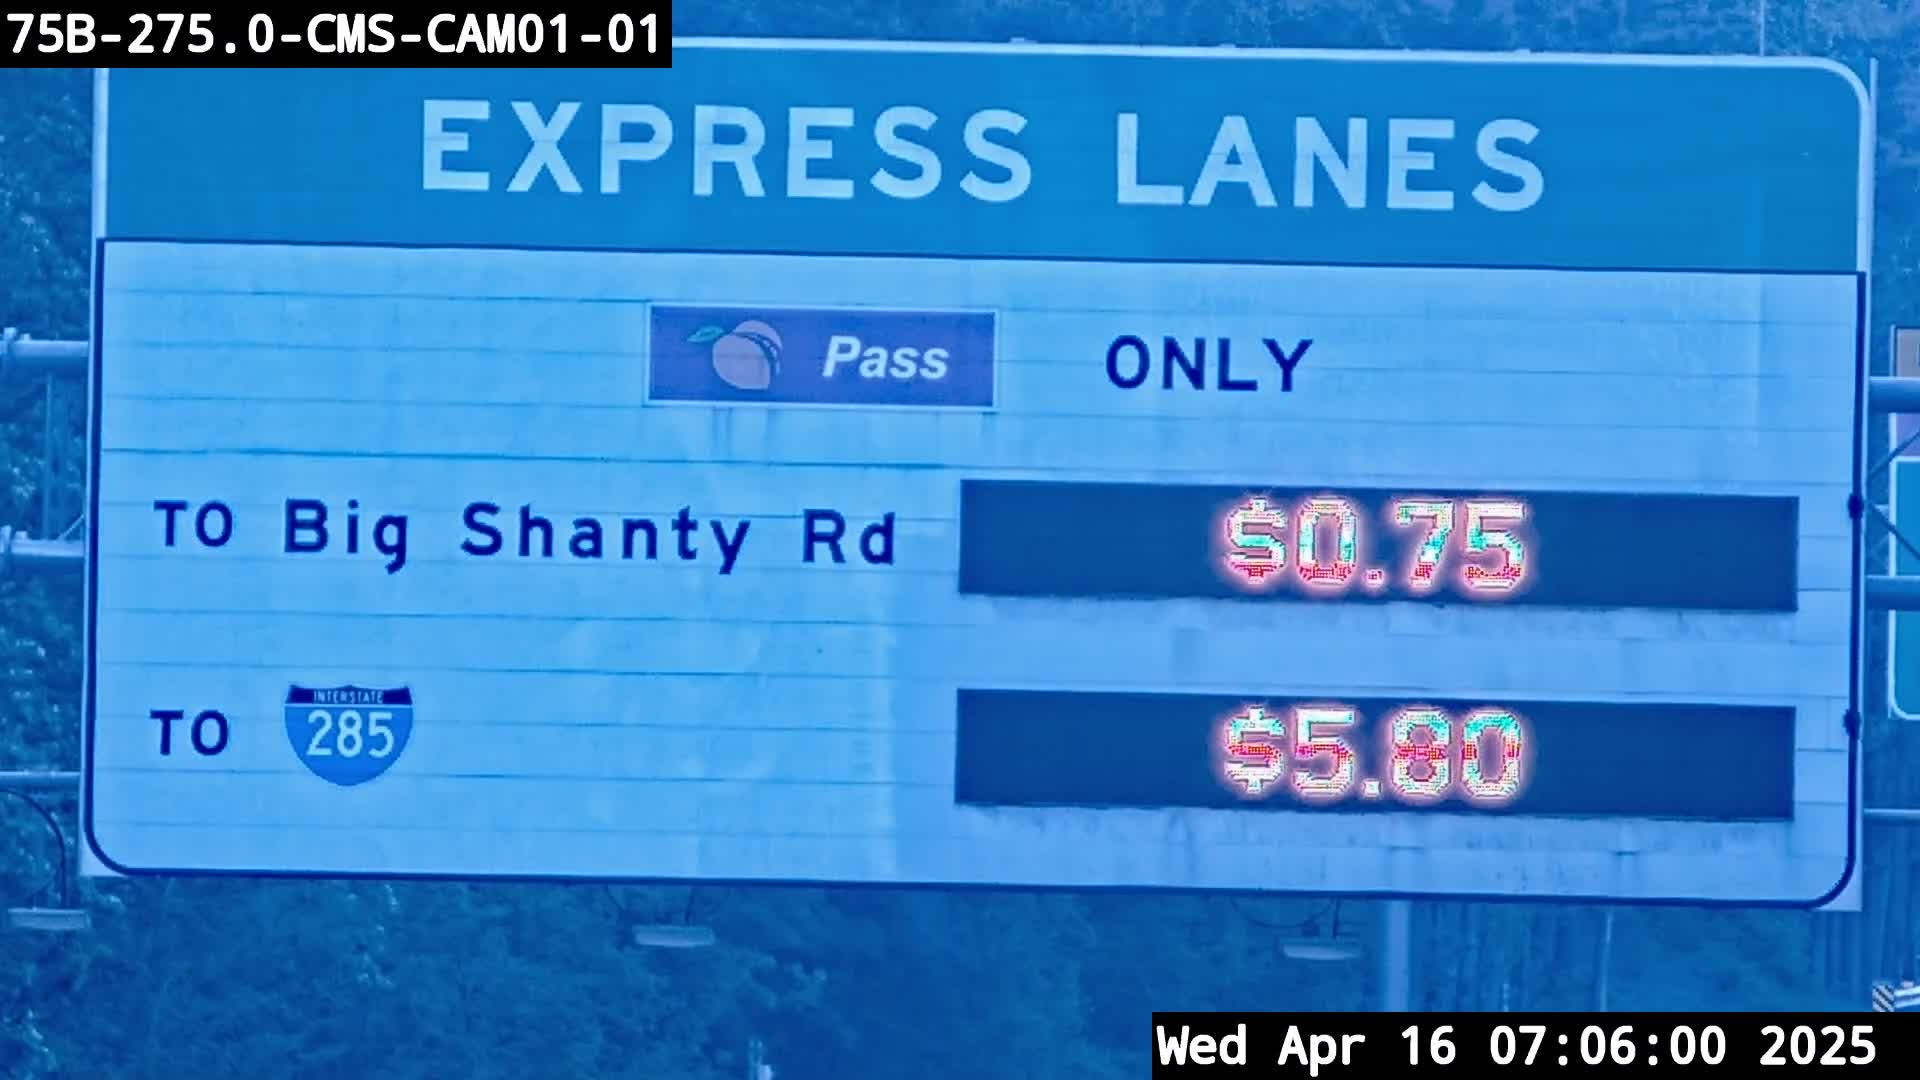 75B-275.0-CMS-CAM01-01
EXPRESS LANES
Pass ONLY
TO Big Shanty Rd $0.75
INTERSTATE
TO 285 $5.80
Wed Apr 16 07:06:00 2025